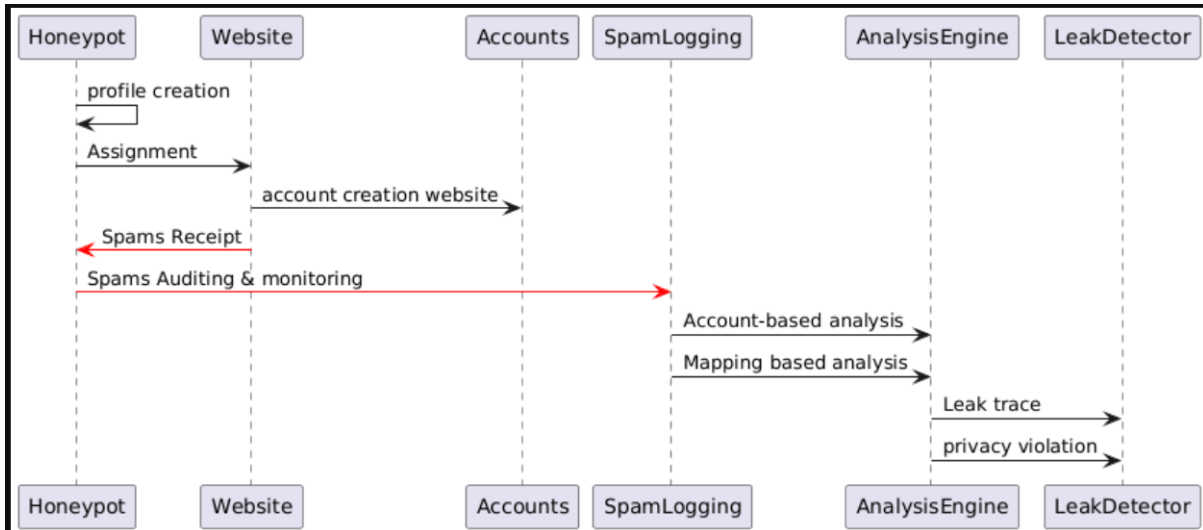 Honeypot Website Accounts SpamLogging AnalysisEngine LeakDetector
profile creation
Assignment
account creation website
Spams Receipt
Spams Auditing & monitoring
Account-based analysis
Mapping based analysis
Leak trace
privacy violation
Honeypot Website Accounts SpamLogging AnalysisEngine LeakDetector